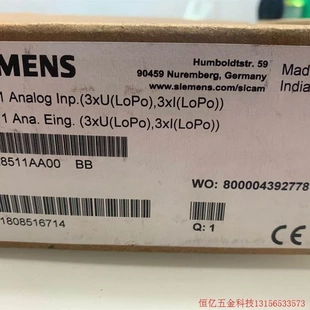 EMENS
Humboldtstr. 59
90459 Nuremberg, Germany
www.siemens.com/sicam
Made
India
1 Analog Inp.(3xU(LoPo),3xI(LoPo))
1 Ana. Eing. (3xU(LoPo),3xI(LoPo))
8511AA00 BB
WO: 800004392778
1808516714
Q: 1
CE
恒亿五金科技13156533573